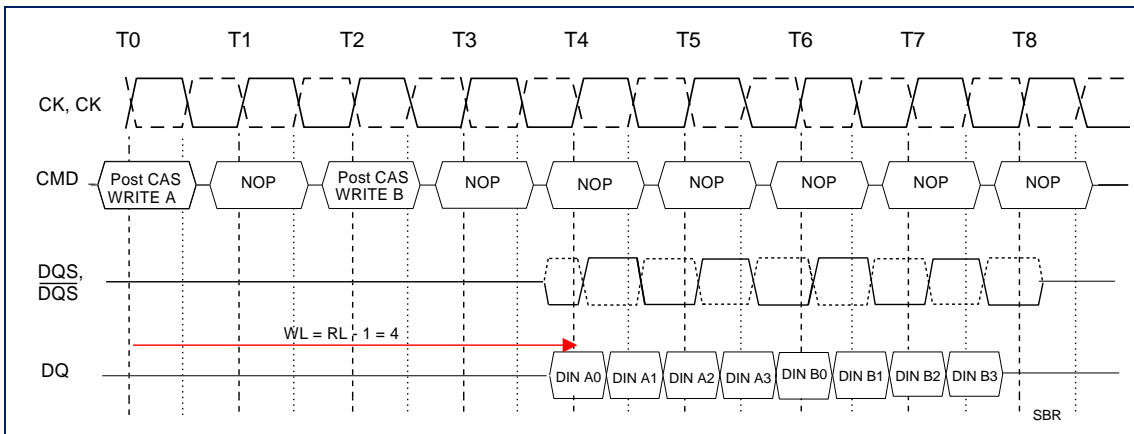 T0 T1 T2 T3 T4 T5 T6 T7 T8
CK, CK
CMD
Post CAS
WRITE A
NOP
Post CAS
WRITE B
NOP
NOP
NOP
NOP
NOP
NOP
DQS,
DQS
WL = RL - 1 = 4
DQ
DIN A0 DIN A1 DIN A2 DIN A3 DIN B0 DIN B1 DIN B2 DIN B3
SBR